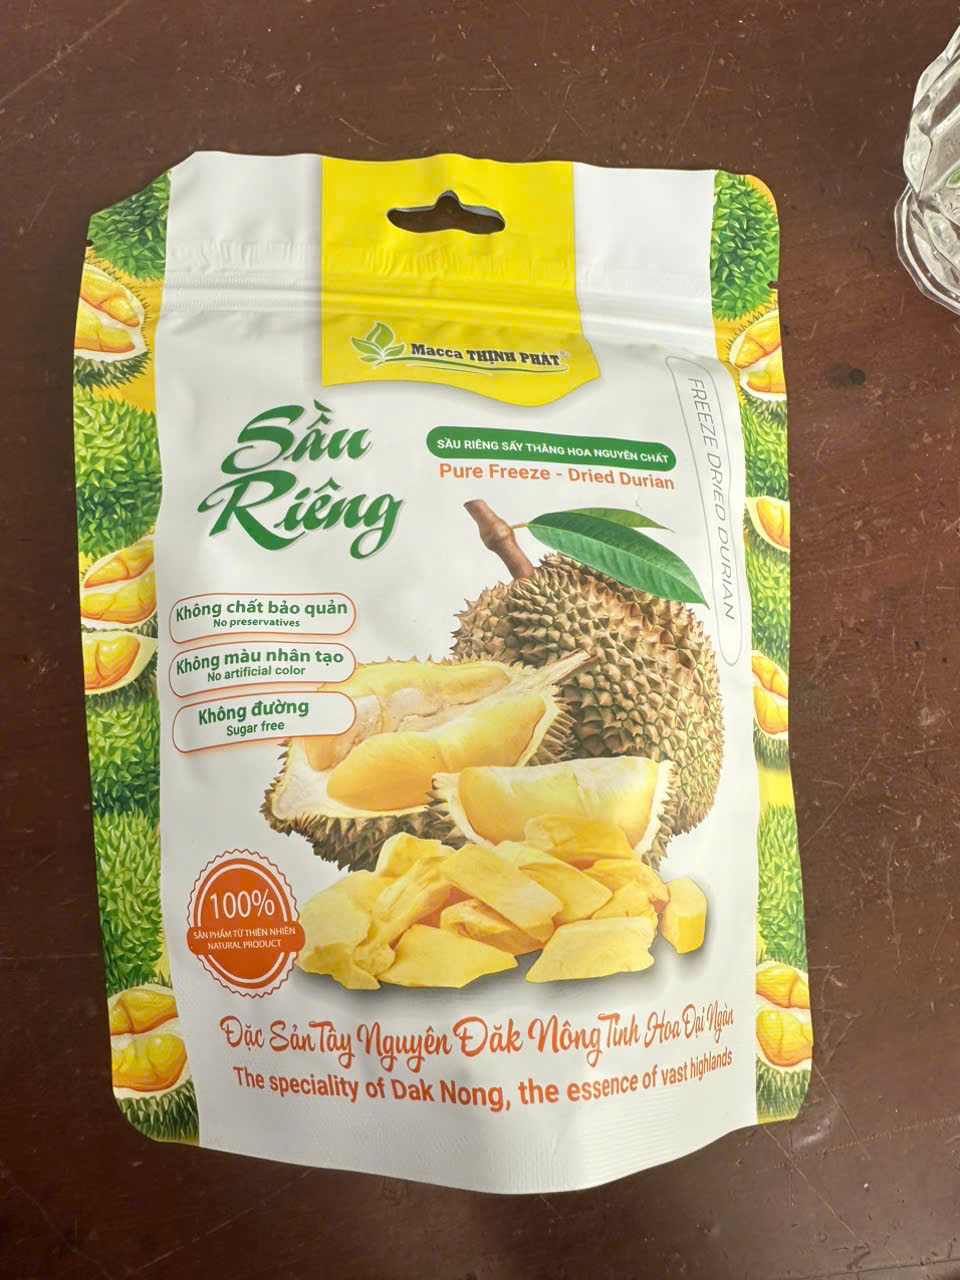 Macca THỊNH PHÁT
Sầu
Riêng
SẦU RIÊNG SẤY THĂNG HOA NGUYÊN CHẤT
Pure Freeze - Dried Durian
FREEZE DRIED DURIAN
Không chất bảo quản
No preservatives
Không màu nhân tạo
No artificial color
Không đường
Sugar free
100%
SẢN PHẨM TỪ THIÊN NHIÊN
NATURAL PRODUCT
Đặc Sản Tây Nguyên Đăk Nông Tinh Hoa Đại Ngàn
The speciality of Dak Nong, the essence of vast highlands